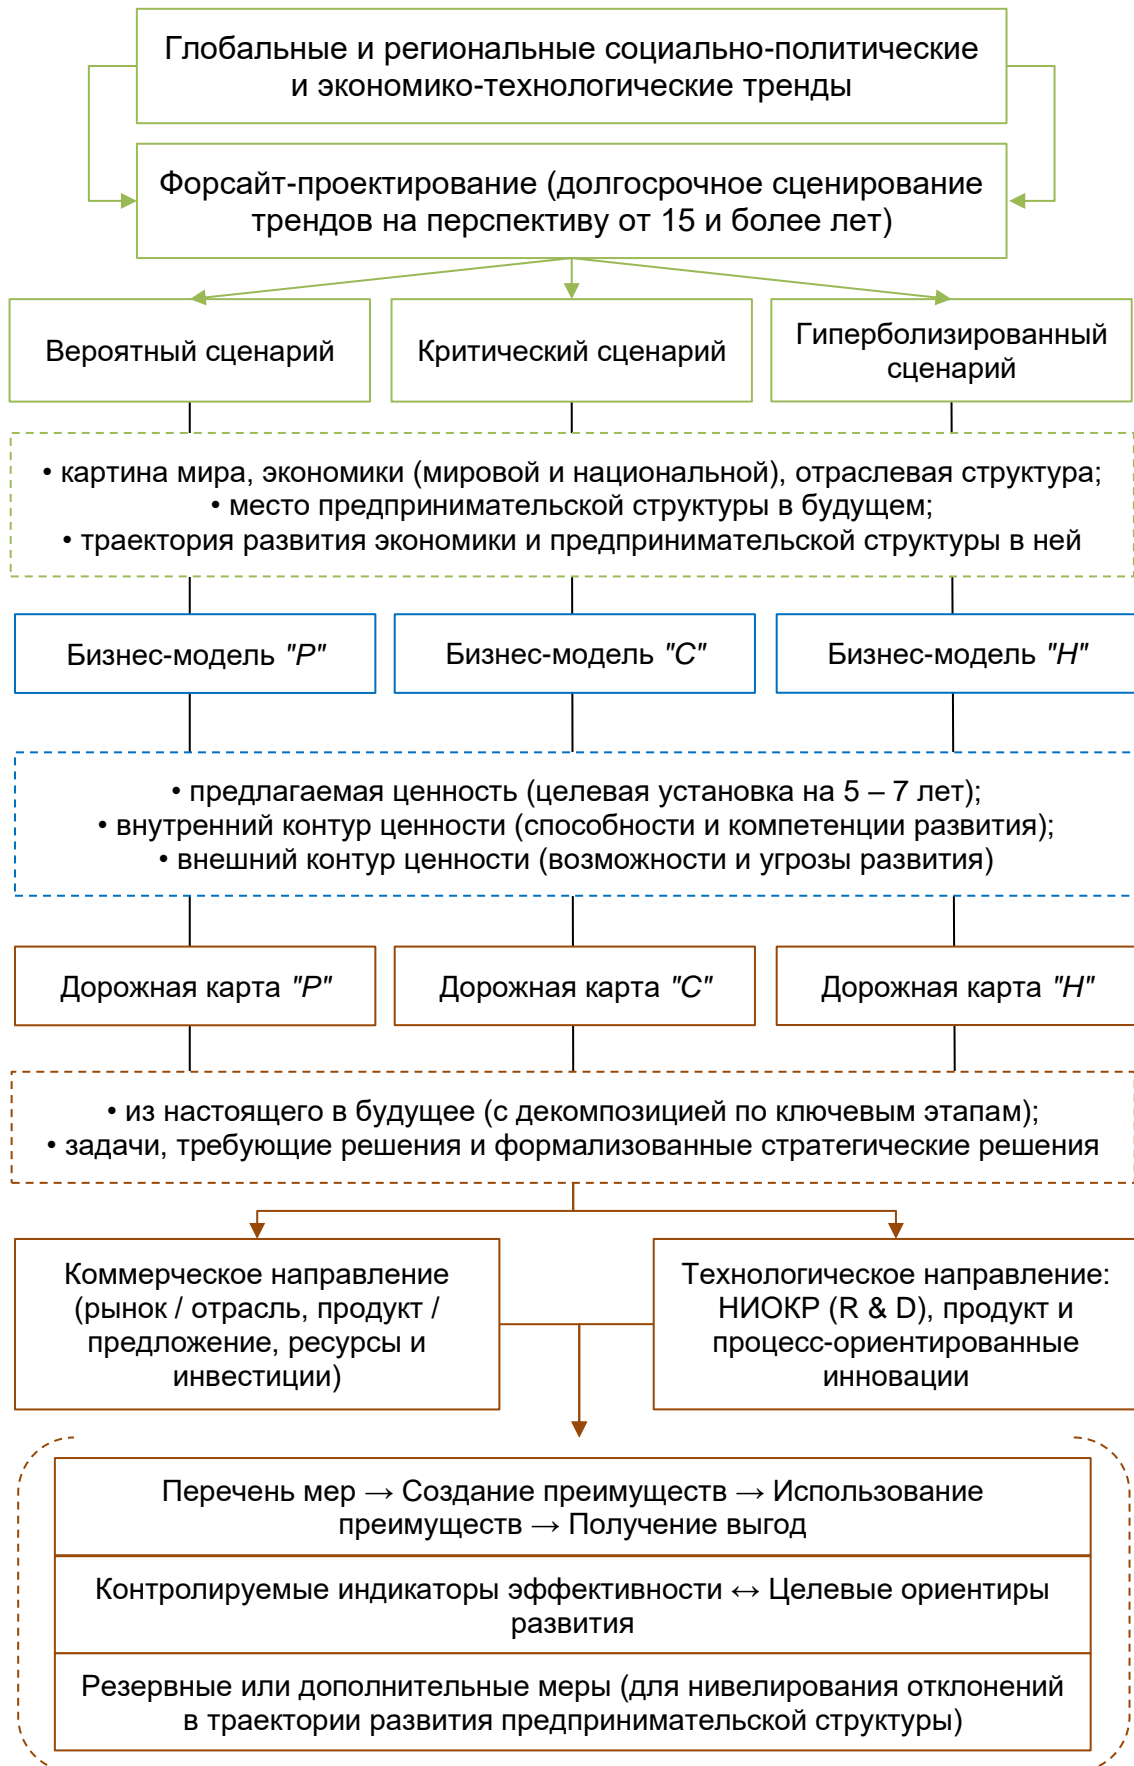 Глобальные и региональные социально-политические
и экономико-технологические тренды
Форсайт-проектирование (долгосрочное сценирование
трендов на перспективу от 15 и более лет)
Вероятный сценарий
Критический сценарий
Гиперболизированный
сценарий
• картина мира, экономики (мировой и национальной), отраслевая структура;
• место предпринимательской структуры в будущем;
• траектория развития экономики и предпринимательской структуры в ней
Бизнес-модель "P"
Бизнес-модель "C"
Бизнес-модель "H"
• предлагаемая ценность (целевая установка на 5 – 7 лет);
• внутренний контур ценности (способности и компетенции развития);
• внешний контур ценности (возможности и угрозы развития)
Дорожная карта "P"
Дорожная карта "C"
Дорожная карта "H"
• из настоящего в будущее (с декомпозицией по ключевым этапам);
• задачи, требующие решения и формализованные стратегические решения
Коммерческое направление
(рынок / отрасль, продукт /
предложение, ресурсы и
инвестиции)
Технологическое направление:
НИОКР (R & D), продукт и
процесс-ориентированные
инновации
Перечень мер → Создание преимуществ → Использование
преимуществ → Получение выгод
Контролируемые индикаторы эффективности ↔ Целевые ориентиры
развития
Резервные или дополнительные меры (для нивелирования отклонений
в траектории развития предпринимательской структуры)